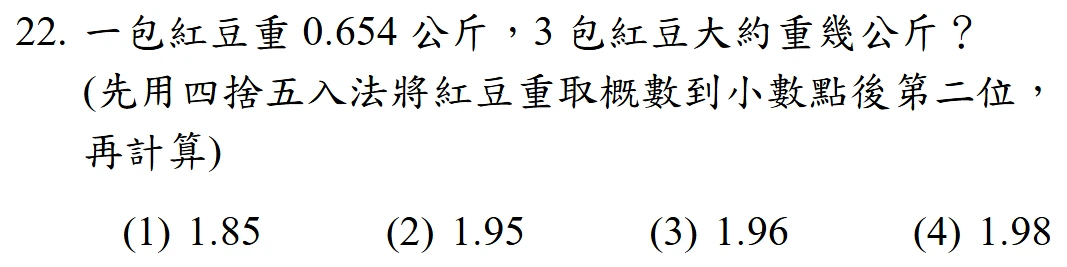 22. 一包紅豆重 0.654 公斤，3 包紅豆大約重幾公斤？
(先用四捨五入法將紅豆重取概數到小數點後第二位，
再計算)
(1) 1.85 (2) 1.95 (3) 1.96 (4) 1.98